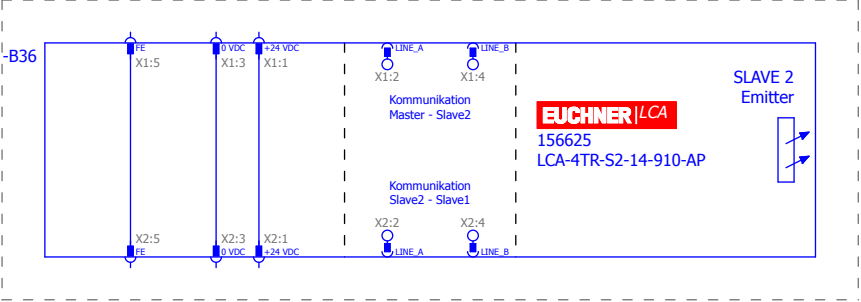 -B36
FE
0 VDC
+24 VDC
LINE_A
LINE_B
X1:5
X1:3
X1:1
X1:2
X1:4
SLAVE 2
Emitter
Kommunikation
Master - Slave2
EUCHNER LCA
156625
LCA-4TR-S2-14-910-AP
Kommunikation
Slave2 - Slave1
X2:5
X2:3
X2:1
X2:2
X2:4
FE
0 VDC
+24 VDC
LINE_A
LINE_B